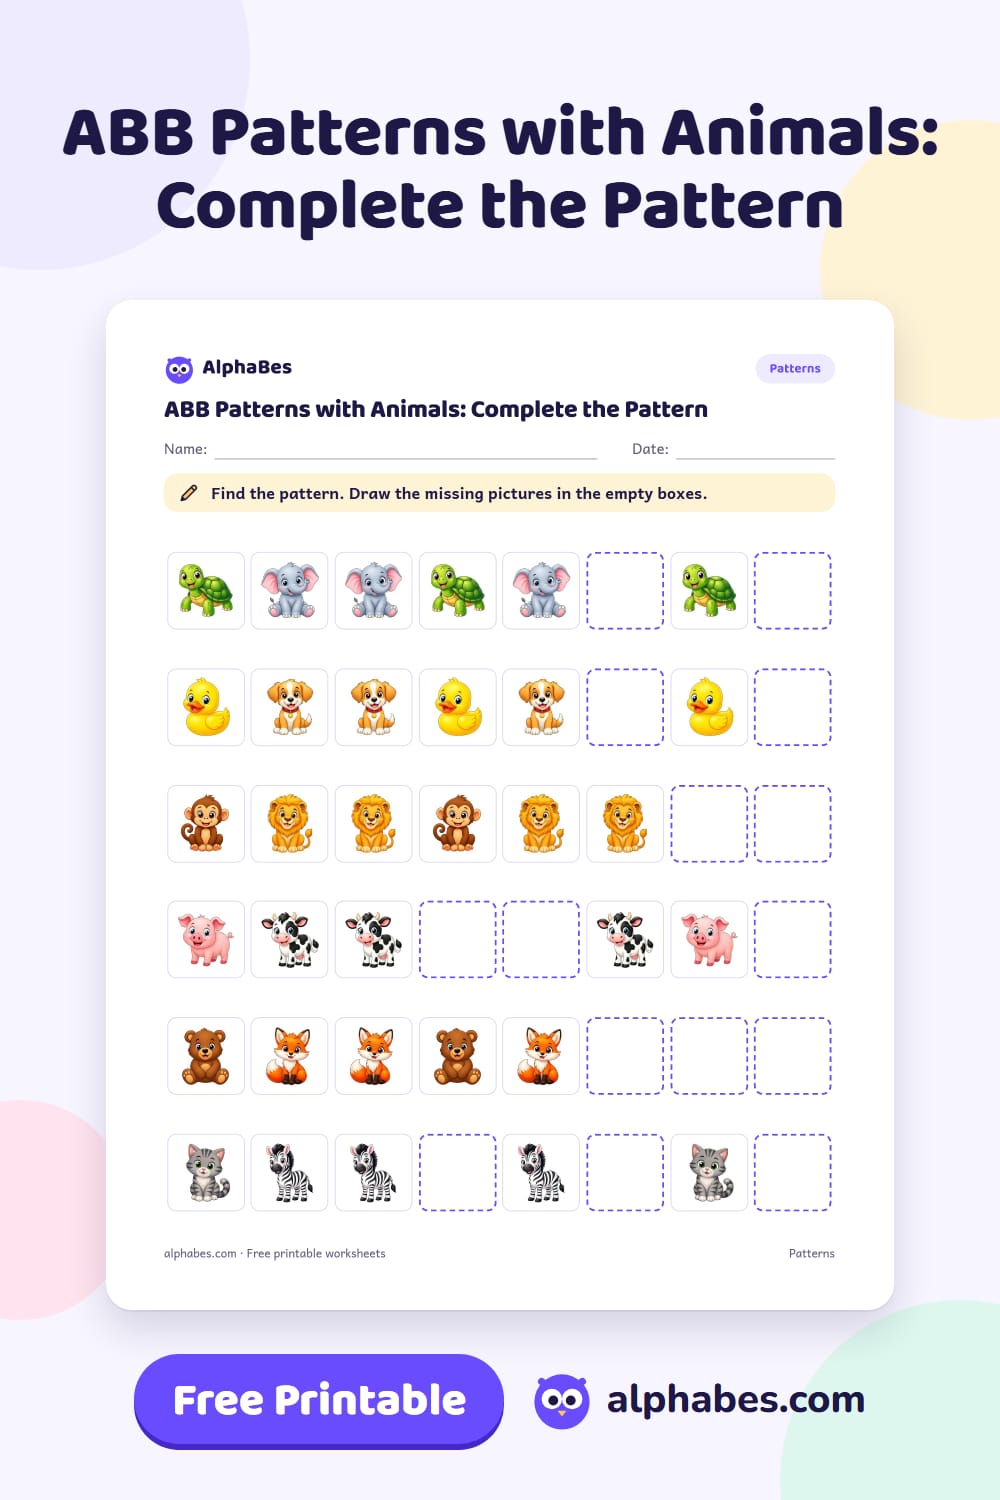 ABB Patterns with Animals:
Complete the Pattern
AlphaBes
Patterns
ABB Patterns with Animals: Complete the Pattern
Name:
Date:
Find the pattern. Draw the missing pictures in the empty boxes.
alphabes.com · Free printable worksheets
Patterns
Free Printable
alphabes.com